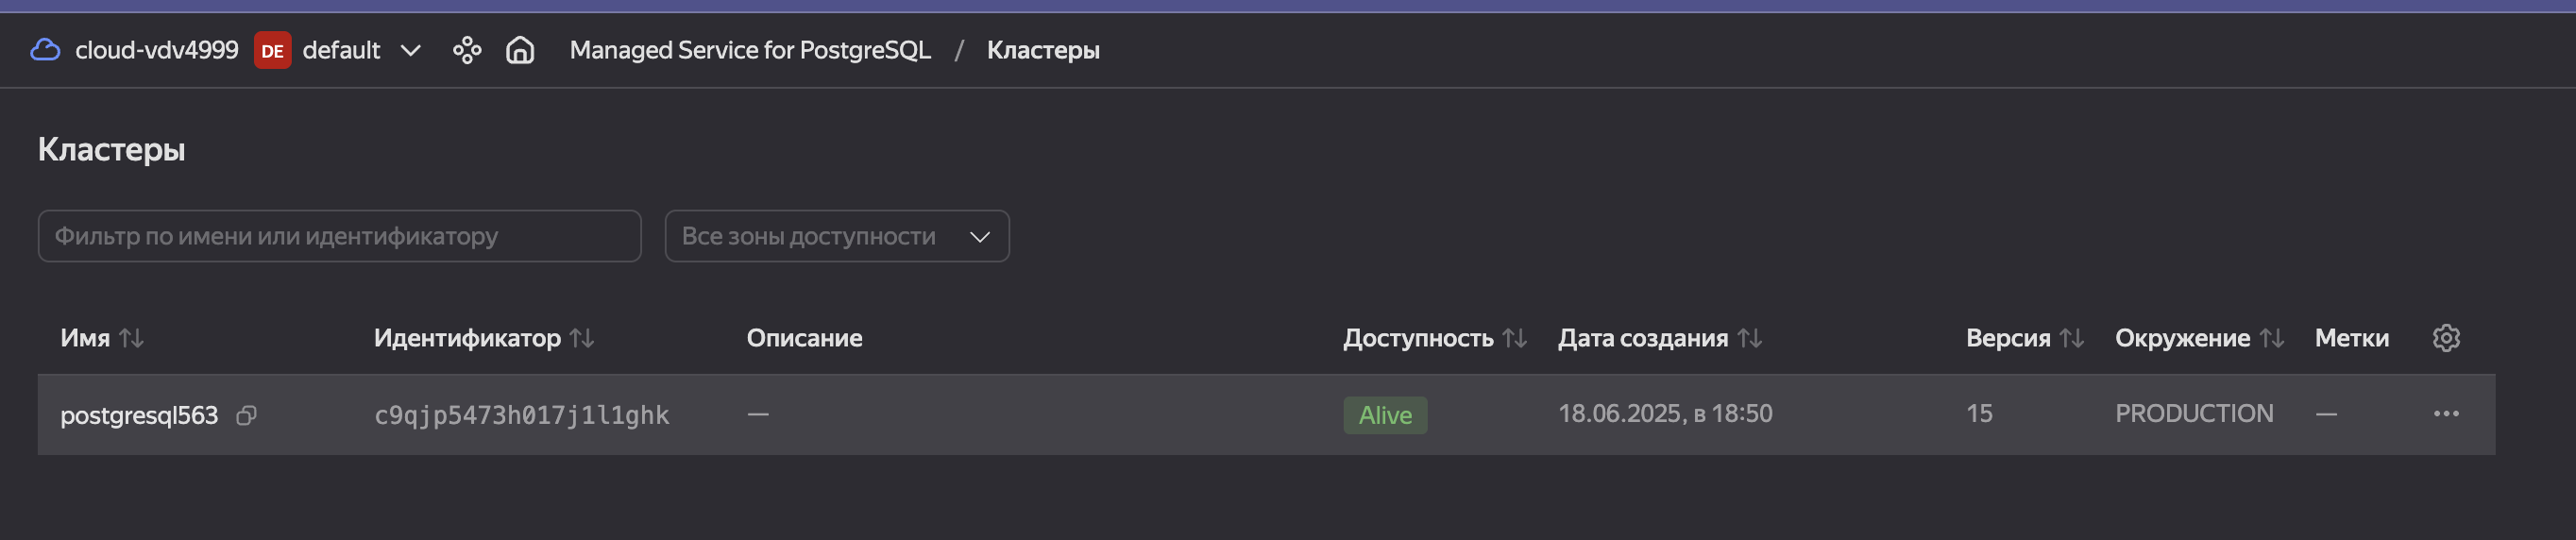 cloud-vdv4999 DE default Managed Service for PostgreSQL / Кластеры
Кластеры
Фильтр по имени или идентификатору Все зоны доступности
Имя Идентификатор Описание Доступность Дата создания Версия Окружение Метки
postgresql563 c9qjp5473h017j1l1ghk — Alive 18.06.2025, в 18:50 15 PRODUCTION —